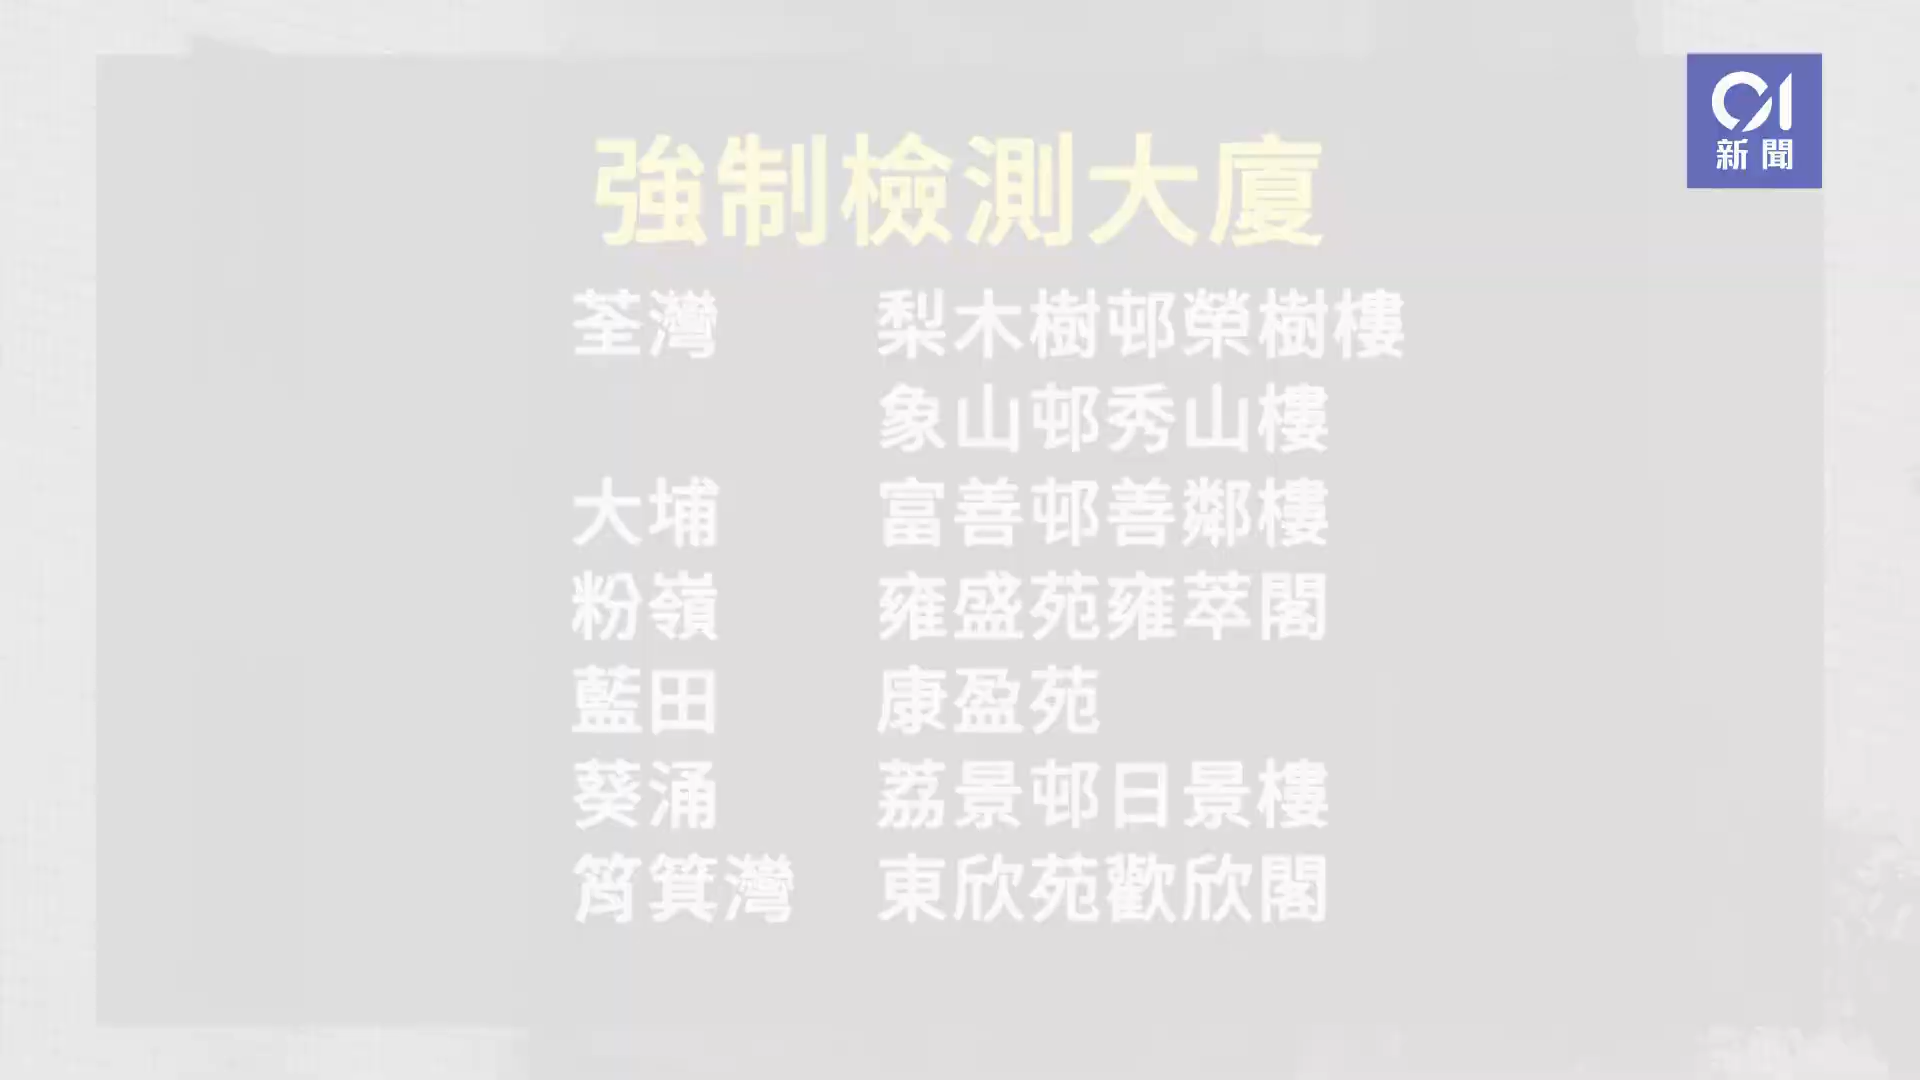 01
新聞
強制檢測大廈
荃灣 梨木樹邨榮樹樓
象山邨秀山樓
大埔 富善邨善鄰樓
粉嶺 雍盛苑雍萃閣
藍田 康盈苑
葵涌 荔景邨日景樓
筲箕灣 東欣苑歡欣閣